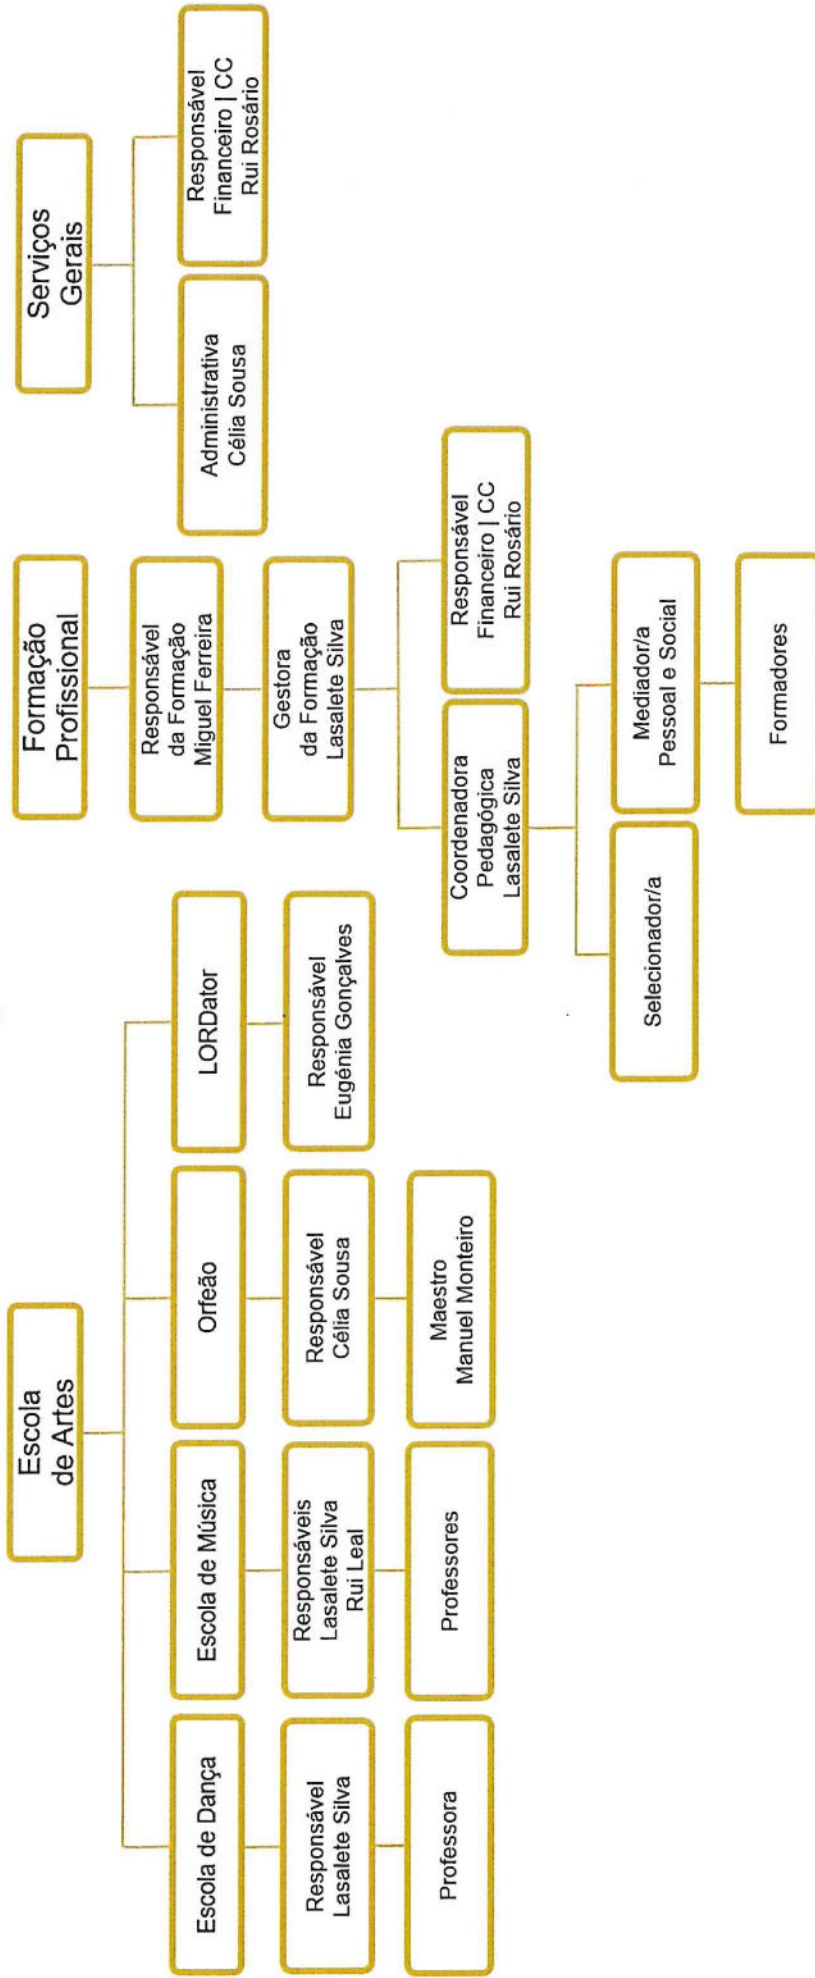 Escola
de Artes
Escola de Dança
Responsável
Lasalete Silva
Professora
Escola de Música
Responsáveis
Lasalete Silva
Rui Leal
Professores
Orfeão
Responsável
Célia Sousa
Maestro
Manuel Monteiro
LORDator
Responsável
Eugénia Gonçalves
Formação
Profissional
Responsável
da Formação
Miguel Ferreira
Gestora
da Formação
Lasalete Silva
Coordenadora
Pedagógica
Lasalete Silva
Responsável
Financeiro | CC
Rui Rosário
Selecionador/a
Mediador/a
Pessoal e Social
Formadores
Serviços
Gerais
Administrativa
Célia Sousa
Responsável
Financeiro | CC
Rui Rosário